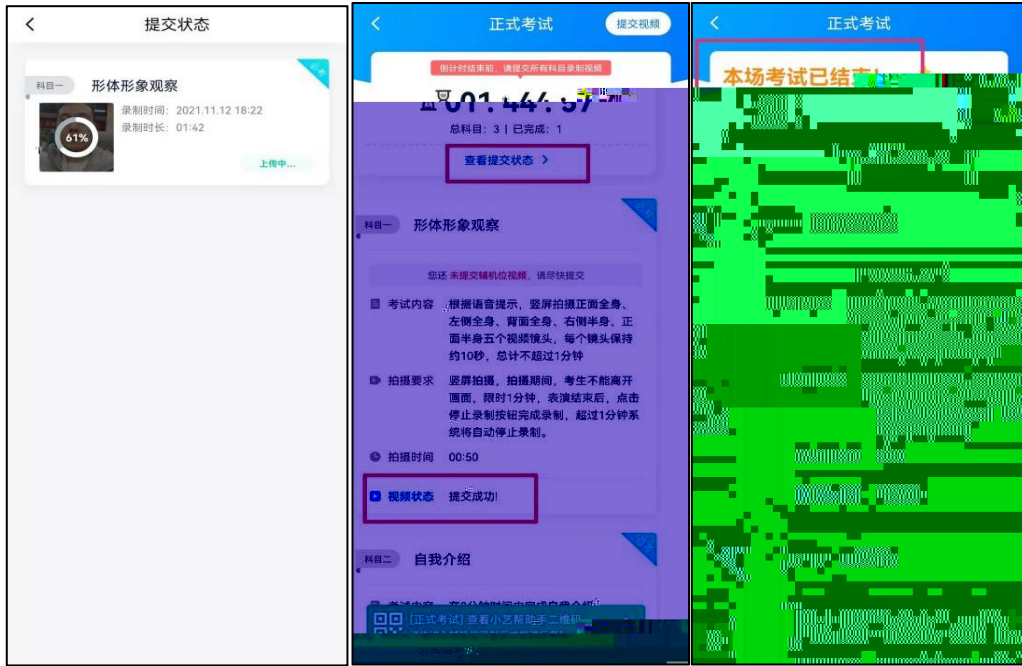 提交状态
科目一
形体形象观察
录制时间：2021.11.12 18:22
录制时长：01:42
61%
上传中...
正式考试
提交视频
倒计时结束前，请提交所有科目录制视频
总科目：3 | 已完成：1
查看提交状态
科目一
形体形象观察
您还 未提交辅机位视频，请尽快提交
考试内容
根据语音提示，竖屏拍摄正面全身、
左侧全身、背面全身、右侧半身、正
面半身五个视频镜头，每个镜头保持
约10秒，总计不超过1分钟
拍摄要求
竖屏拍摄，拍摄期间，考生不能离开
画面，限时1分钟，表演结束后，点击
停止录制按钮完成录制，超过1分钟系
统将自动停止录制。
拍摄时间
00:50
视频状态
提交成功!
科目二
自我介绍
[正式考试] 查看小艺帮助手二维码
正式考试
本场考试已结束